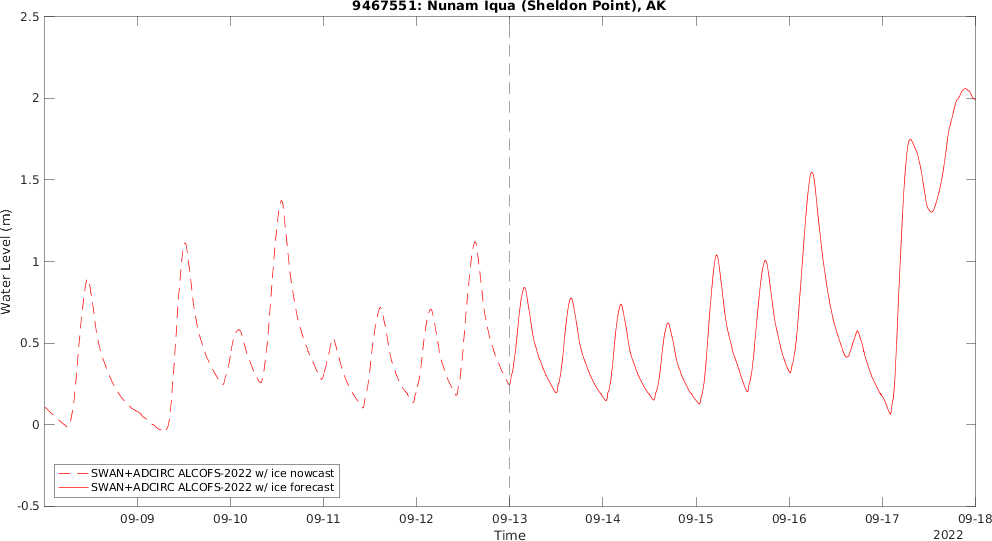 9467551: Nunam Iqua (Sheldon Point), AK
2.5
2
1.5
1
0.5
0
-0.5
Water Level (m)
SWAN+ADCIRC ALCOFS-2022 w/ ice nowcast
SWAN+ADCIRC ALCOFS-2022 w/ ice forecast
09-09 09-10 09-11 09-12 09-13 09-14 09-15 09-16 09-17 09-18
Time
2022